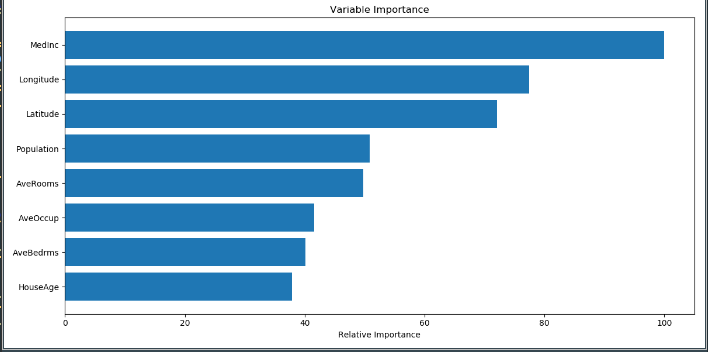 Variable Importance
MedInc
Longitude
Latitude
Population
AveRooms
AveOccup
AveBedrms
HouseAge
0 20 40 60 80 100
Relative Importance